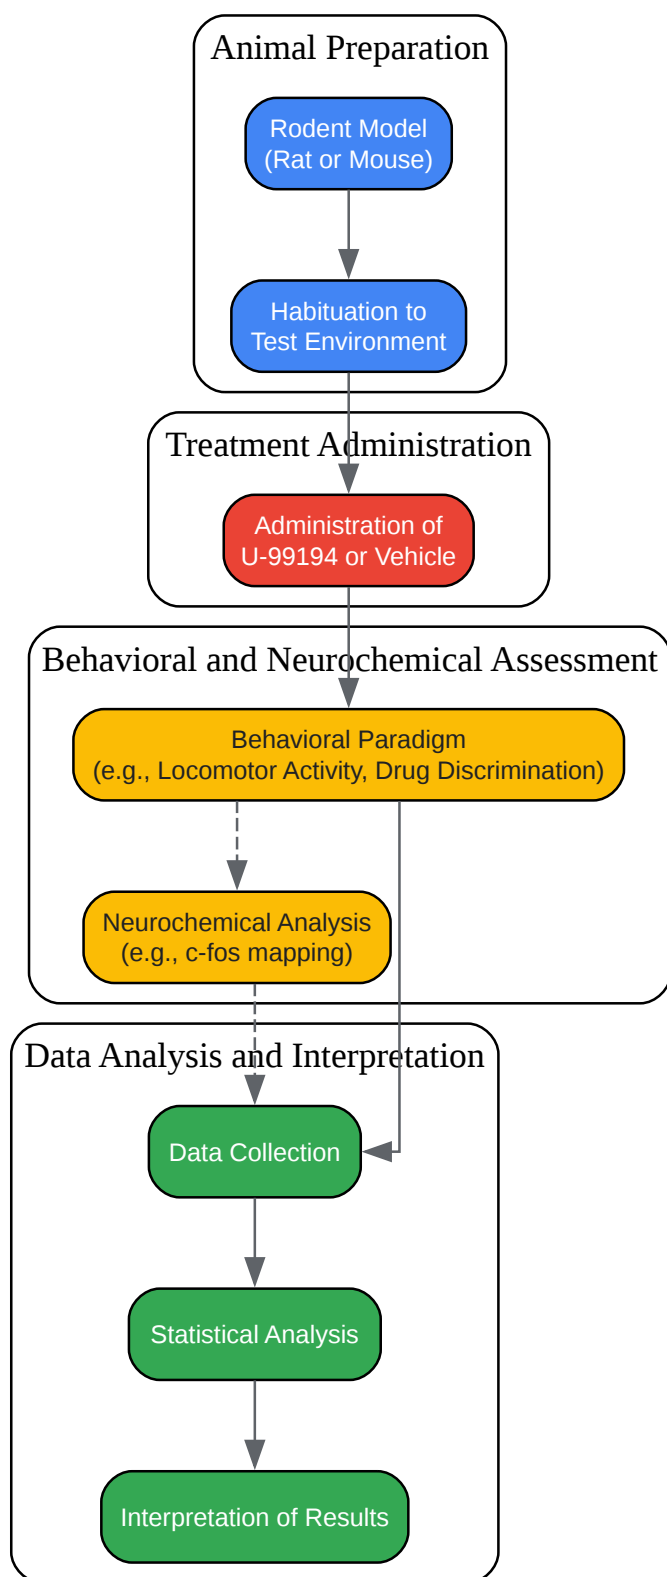 Animal Preparation
Rodent Model
(Rat or Mouse)
Habituation to
Test Environment
Treatment Administration
Administration of
U-99194 or Vehicle
Behavioral and Neurochemical Assessment
Behavioral Paradigm
(e.g., Locomotor Activity, Drug Discrimination)
Neurochemical Analysis
(e.g., c-fos mapping)
Data Analysis and Interpretation
Data Collection
Statistical Analysis
Interpretation of Results